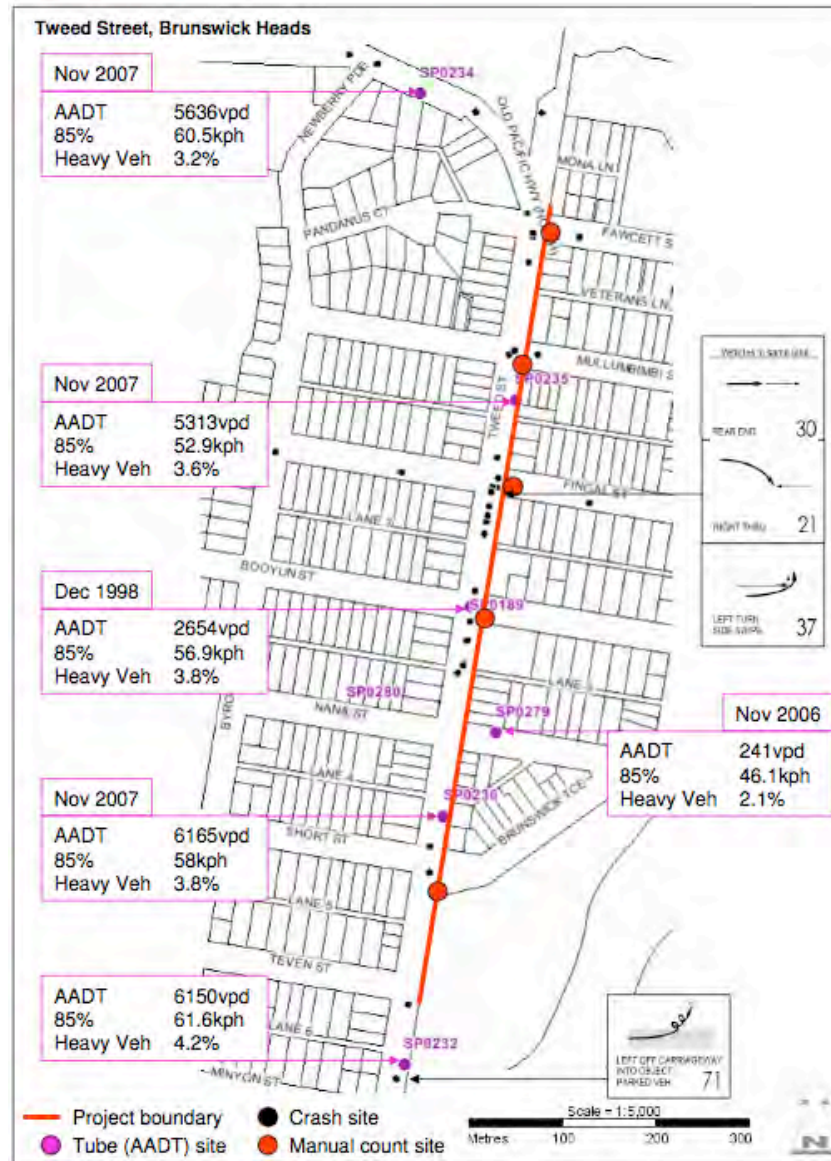 Tweed Street, Brunswick Heads
Nov 2007
AADT 5636vpd
85% 60.5kph
Heavy Veh 3.2%
SP0234
NEWBERRY PDE
OLD PACIFIC HWY
MONA LN
PANDANUS CT
FAWCETT S
VETERANS LN
MULLUMBIMBI S
Nov 2007
AADT 5313vpd
85% 52.9kph
Heavy Veh 3.6%
SP0235
TWEED ST
REAR END 30
FINGAL ST
LANE
RIGHT THRU 21
BOOYUN ST
Dec 1998
AADT 2654vpd
85% 56.9kph
Heavy Veh 3.8%
SP0189
LEFT TURN
SIDE SWIPE 37
LANE
SP0280
NANA ST
BYRO
SP0279
Nov 2006
AADT 241vpd
85% 46.1kph
Heavy Veh 2.1%
LANE 4
Nov 2007
AADT 6165vpd
85% 58kph
Heavy Veh 3.8%
SP0236
SHORT ST
BRUNSWICK TCE
LANE 5
TEVEN ST
AADT 6150vpd
85% 61.6kph
Heavy Veh 4.2%
LANE 6
SP0232
MINYON ST
LEFT OFF CARRIAGEWAY
INTO OBJECT
PARKED VEH 71
Project boundary
Crash site
Tube (AADT) site
Manual count site
Scale = 1:5,000
Metres 100 200 300
N